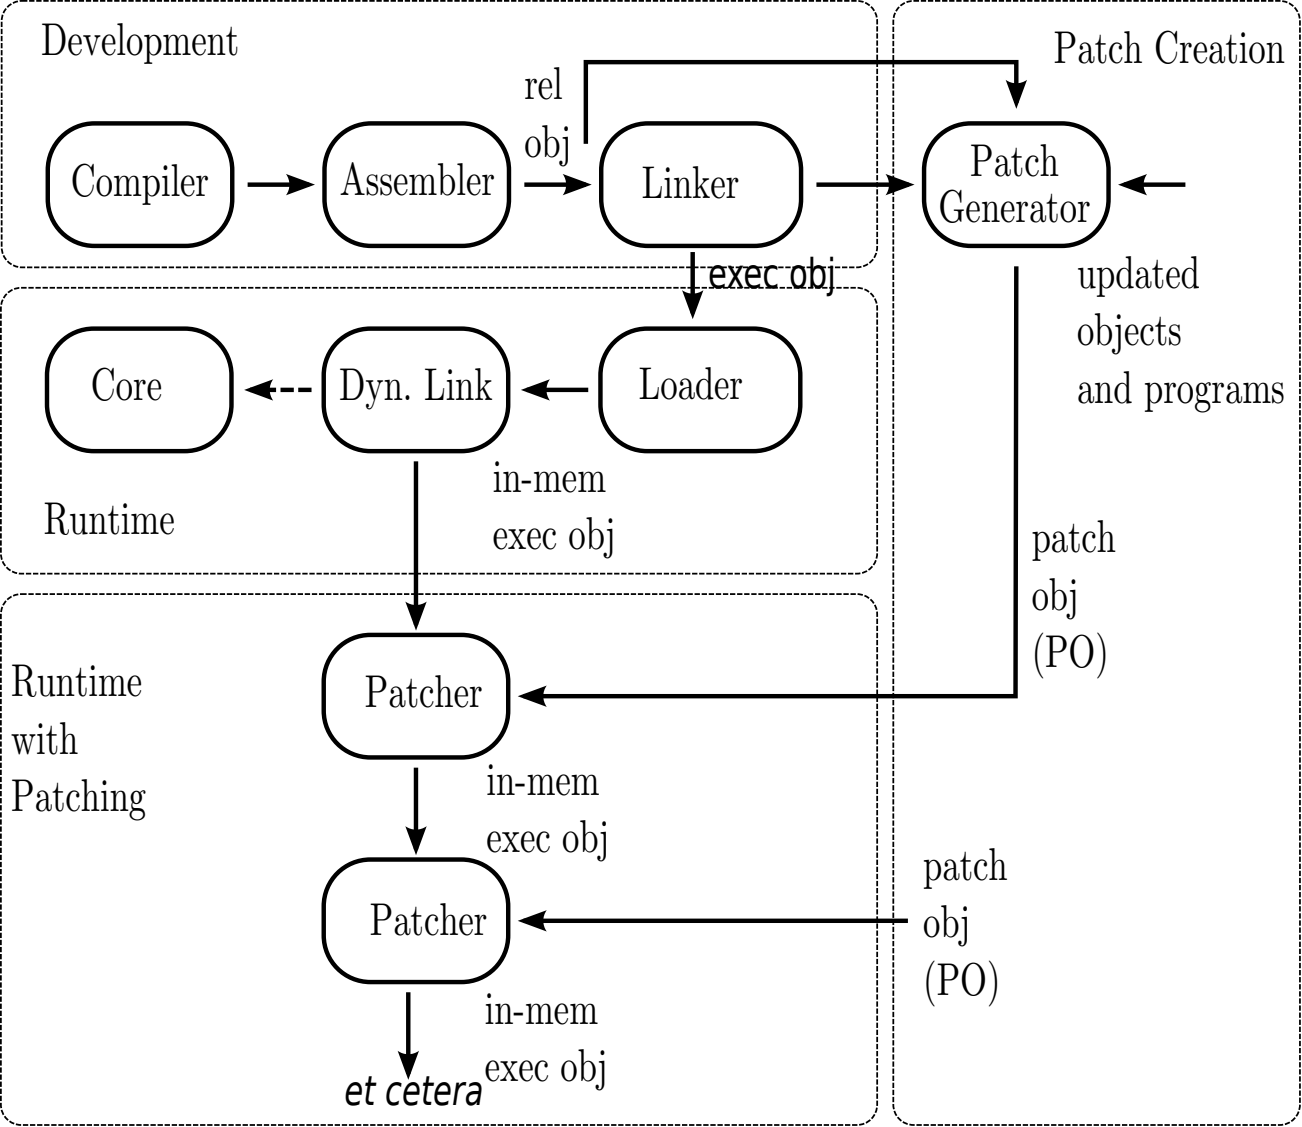 Development
Patch Creation
rel
obj
Compiler
Assembler
Linker
Patch
Generator
exec obj
updated
objects
and programs
Core
Dyn. Link
Loader
in-mem
exec obj
Runtime
patch
obj
(PO)
Runtime
with
Patching
Patcher
in-mem
exec obj
Patcher
patch
obj
(PO)
in-mem
exec obj
et cetera